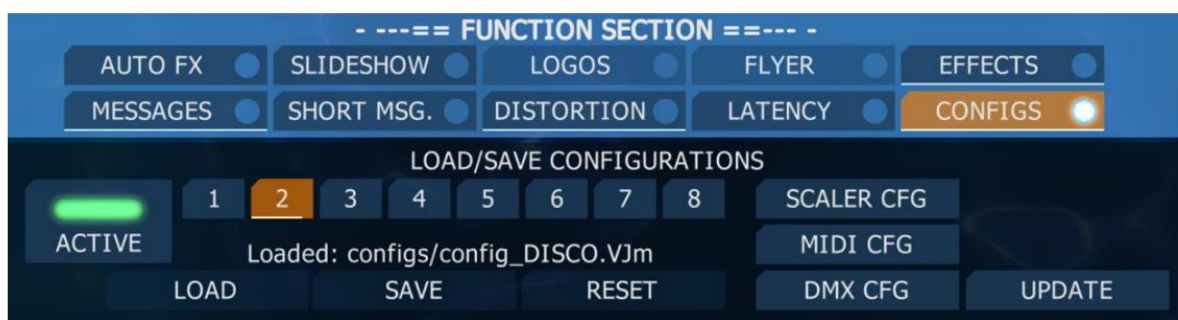 - ---== FUNCTION SECTION ==--- -
AUTO FX SLIDESHOW LOGOS FLYER EFFECTS
MESSAGES SHORT MSG. DISTORTION LATENCY CONFIGS
LOAD/SAVE CONFIGURATIONS
1 2 3 4 5 6 7 8 SCALER CFG
ACTIVE Loaded: configs/config_DISCO.VJm MIDI CFG
LOAD SAVE RESET DMX CFG UPDATE